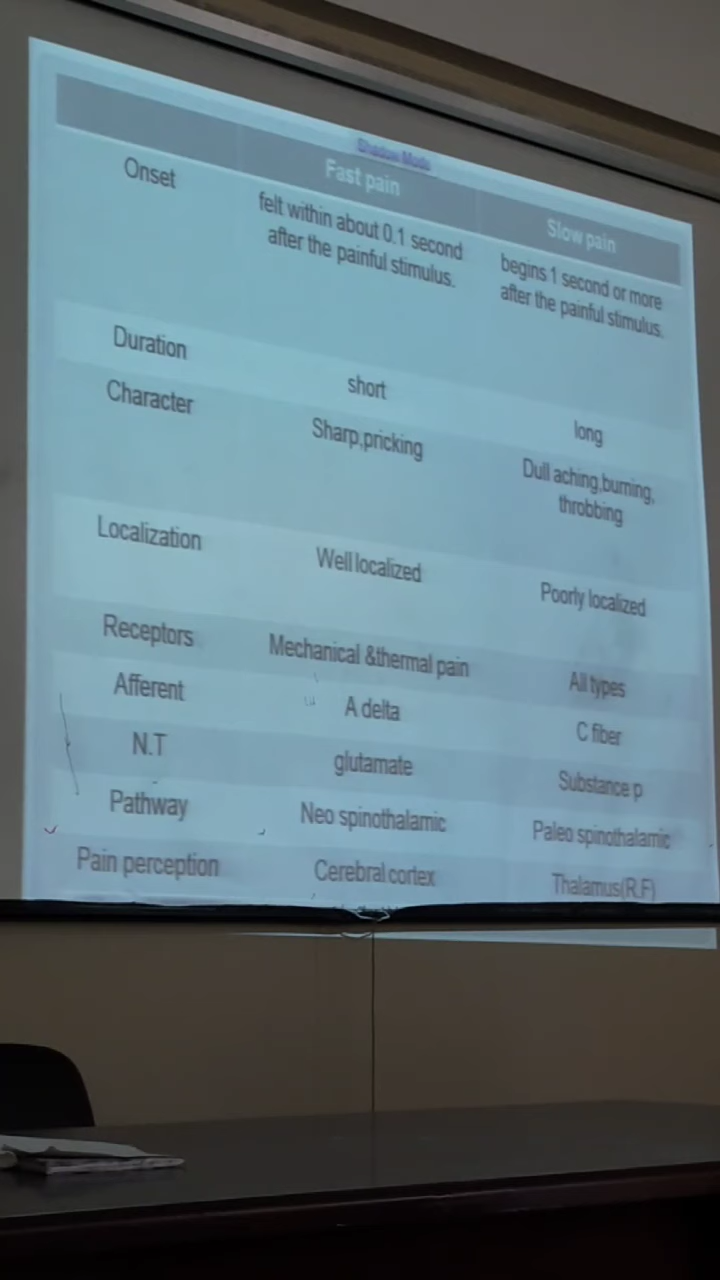 Shadow Mode
Fast pain
Slow pain
Onset
felt within about 0.1 second
after the painful stimulus.
begins 1 second or more
after the painful stimulus.
Duration
short
long
Character
Sharp,pricking
Dull aching,burning,
throbbing
Localization
Well localized
Poorly localized
Receptors
Mechanical &thermal pain
All types
Afferent
A delta
C fiber
N.T
glutamate
Substance p
Pathway
Neo spinothalamic
Paleo spinothalamic
Pain perception
Cerebral cortex
Thalamus(R.F)